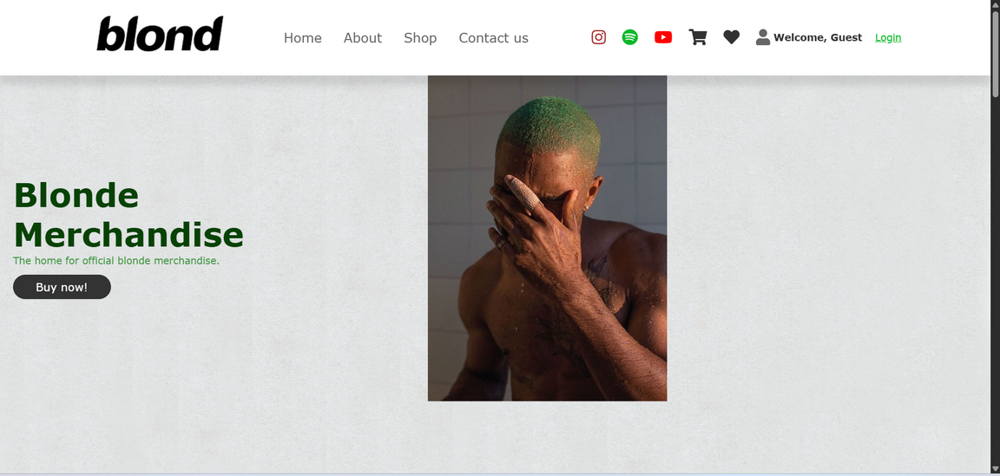 blond
Home About Shop Contact us Welcome, Guest Login
Blonde
Merchandise
The home for official blonde merchandise.
Buy now!